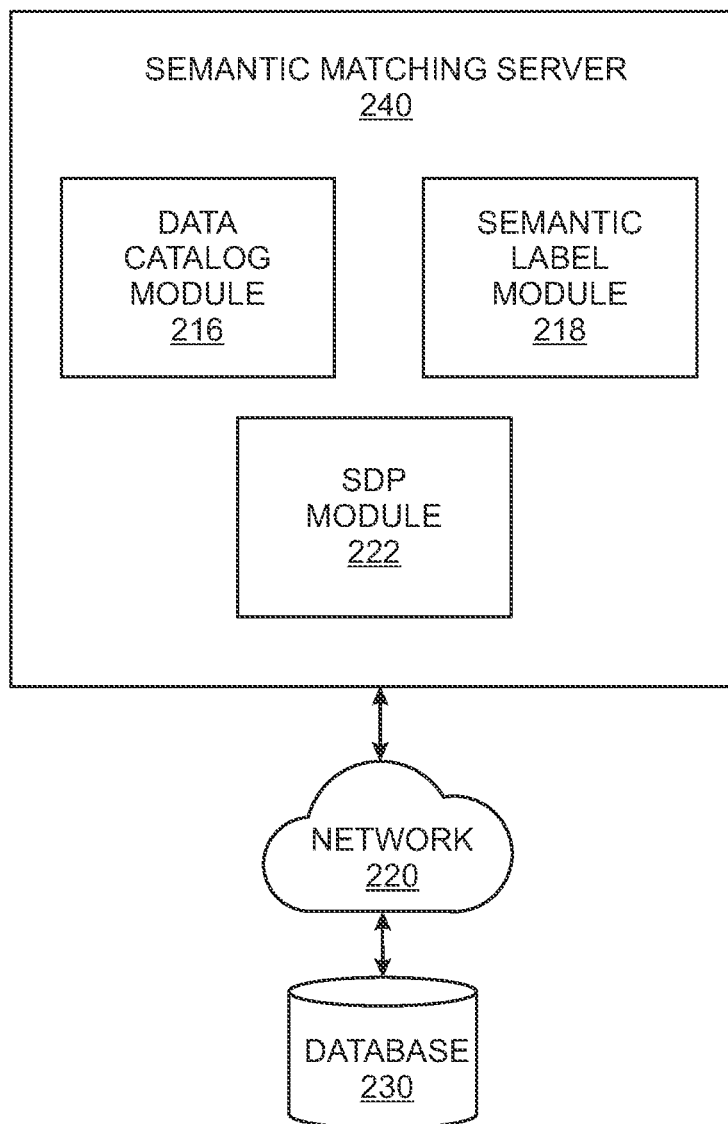 SEMANTIC MATCHING SERVER
240
DATA
CATALOG
MODULE
216
SEMANTIC
LABEL
MODULE
218
SDP
MODULE
222
NETWORK
220
DATABASE
230